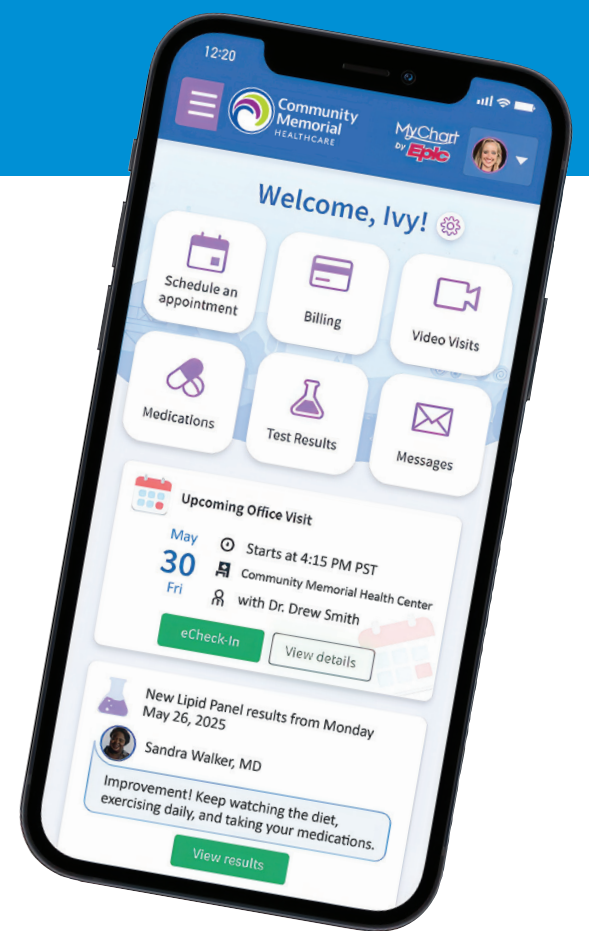 12:20
Community
Memorial
HEALTHCARE
MyChart
by Epic
Welcome, Ivy!
Schedule an
appointment
Billing
Video Visits
Medications
Test Results
Messages
Upcoming Office Visit
May
30
Fri
Starts at 4:15 PM PST
Community Memorial Health Center
with Dr. Drew Smith
eCheck-In
View details
New Lipid Panel results from Monday
May 26, 2025
Sandra Walker, MD
Improvement! Keep watching the diet,
exercising daily, and taking your medications.
View results